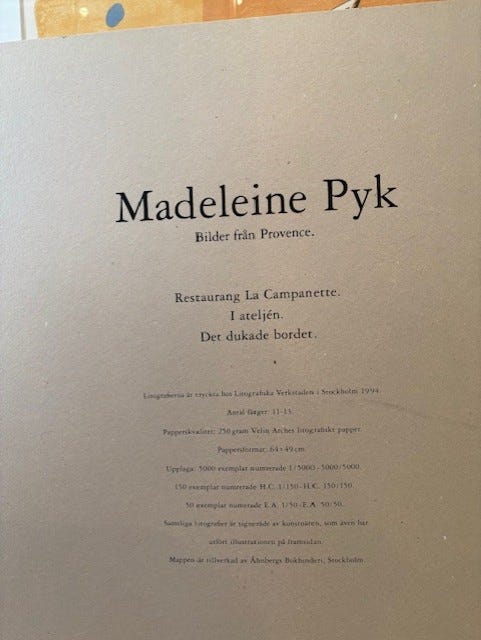 Madeleine Pyk
Bilder från Provence.
Restaurang La Campanette.
I ateljén.
Det dukade bordet.
Litografierna är tryckta hos Litografiska Verkstaden i Stockholm 1994.
Antal färger: 11-13.
Papperskvalitet: 250 gram Velin Arches litografiskt papper.
Pappersformat: 64×49 cm.
Upplaga: 5000 exemplar numrerade 1/5000-5000/5000.
150 exemplar numrerade H.C. 1/150-H.C. 150/150.
50 exemplar numrerade E.A. 1/50-E.A. 50/50.
Samtliga litografier är signerade av konstnären, som även har
utfört illustrationen på framsidan.
Mappen är tillverkad av Åhnbergs Bokbinderi, Stockholm.